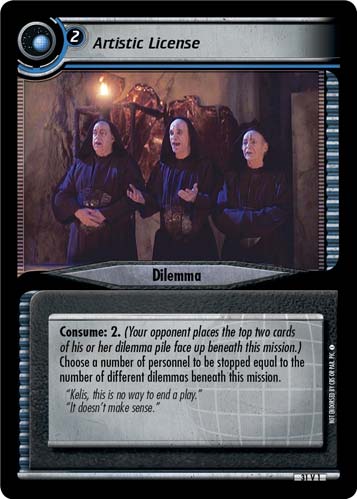 2 Artistic License
Dilemma
Consume: 2. (Your opponent places the top two cards
of his or her dilemma pile face up beneath this mission.)
Choose a number of personnel to be stopped equal to the
number of different dilemmas beneath this mission.
"Kelis, this is no way to end a play."
"It doesn't make sense."
NOT ENDORSED BY CBS OR PAR. PIC.
31 V 1